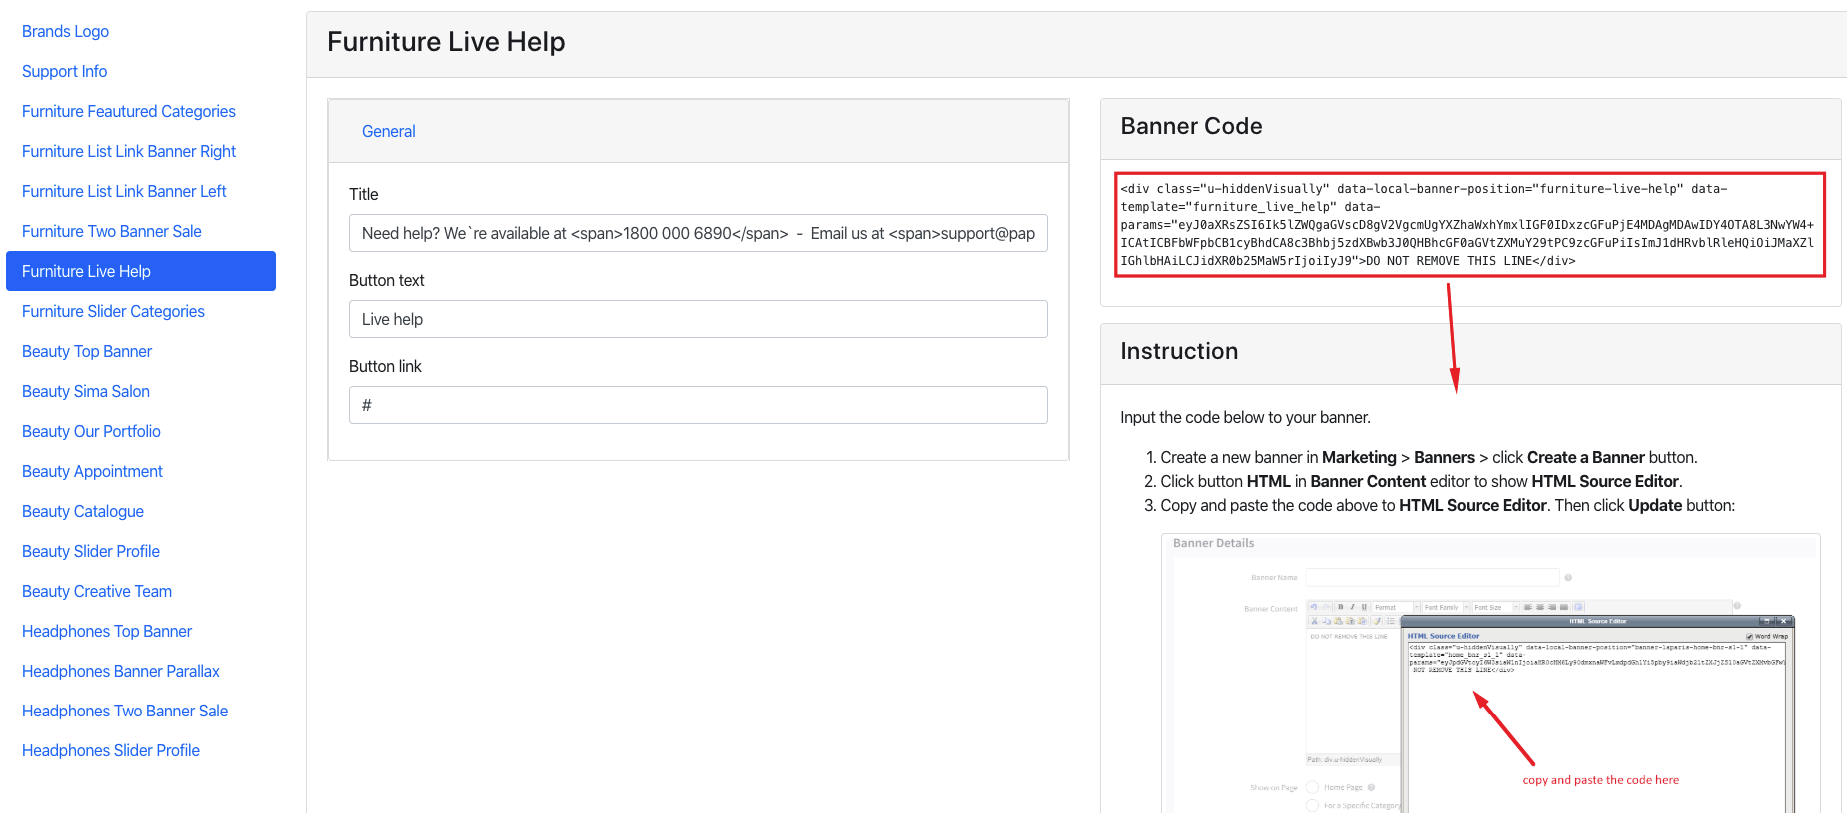 Brands Logo
Support Info
Furniture Feautured Categories
Furniture List Link Banner Right
Furniture List Link Banner Left
Furniture Two Banner Sale
Furniture Live Help
Furniture Slider Categories
Beauty Top Banner
Beauty Sima Salon
Beauty Our Portfolio
Beauty Appointment
Beauty Catalogue
Beauty Slider Profile
Beauty Creative Team
Headphones Top Banner
Headphones Banner Parallax
Headphones Two Banner Sale
Headphones Slider Profile
Furniture Live Help
General
Title
Need help? We`re available at <span>1800 000 6890</span>  -  Email us at <span>support@pap
Button text
Live help
Button link
#
Banner Code
<div class="u-hiddenVisually" data-local-banner-position="furniture-live-help" data-
template="furniture_live_help" data-
params="eyJ0aXRsZSI6Ik5lZWQgaGVscD8gV2VgcmUgYXZhaWxhYmxlIGF0IDxzcGFuPjE4MDAgMDAwIDY4OTA8L3NwYW4+
ICAtICBFbWFpbCB1cyBhdCA8c3Bhbj5zdXBwb3J0QHBhcGF0aGVtZXMuY29tPC9zcGFuPiIsImJ1dHRvblRleHQiOiJMaXZl
IGhlbHAiLCJidXR0b25MaW5rIjoiIyJ9">DO NOT REMOVE THIS LINE</div>
Instruction
Input the code below to your banner.
1. Create a new banner in Marketing > Banners > click Create a Banner button.
2. Click button HTML in Banner Content editor to show HTML Source Editor.
3. Copy and paste the code above to HTML Source Editor. Then click Update button:
Banner Details
Banner Name
Banner Content
Format
Font Family
Font Size
DO NOT REMOVE THIS LINE
HTML Source Editor
HTML Source Editor
Word Wrap
<div class="u-hiddenVisually" data-local-banner-position="banner-lsparis-home-bnr-sl-1" data-
template="home_bnr_sl_1" data-
NOT REMOVE THIS LINE</div>
Path: div.u-hiddenVisually
copy and paste the code here
Show on Page
Home Page
For a Specific Category